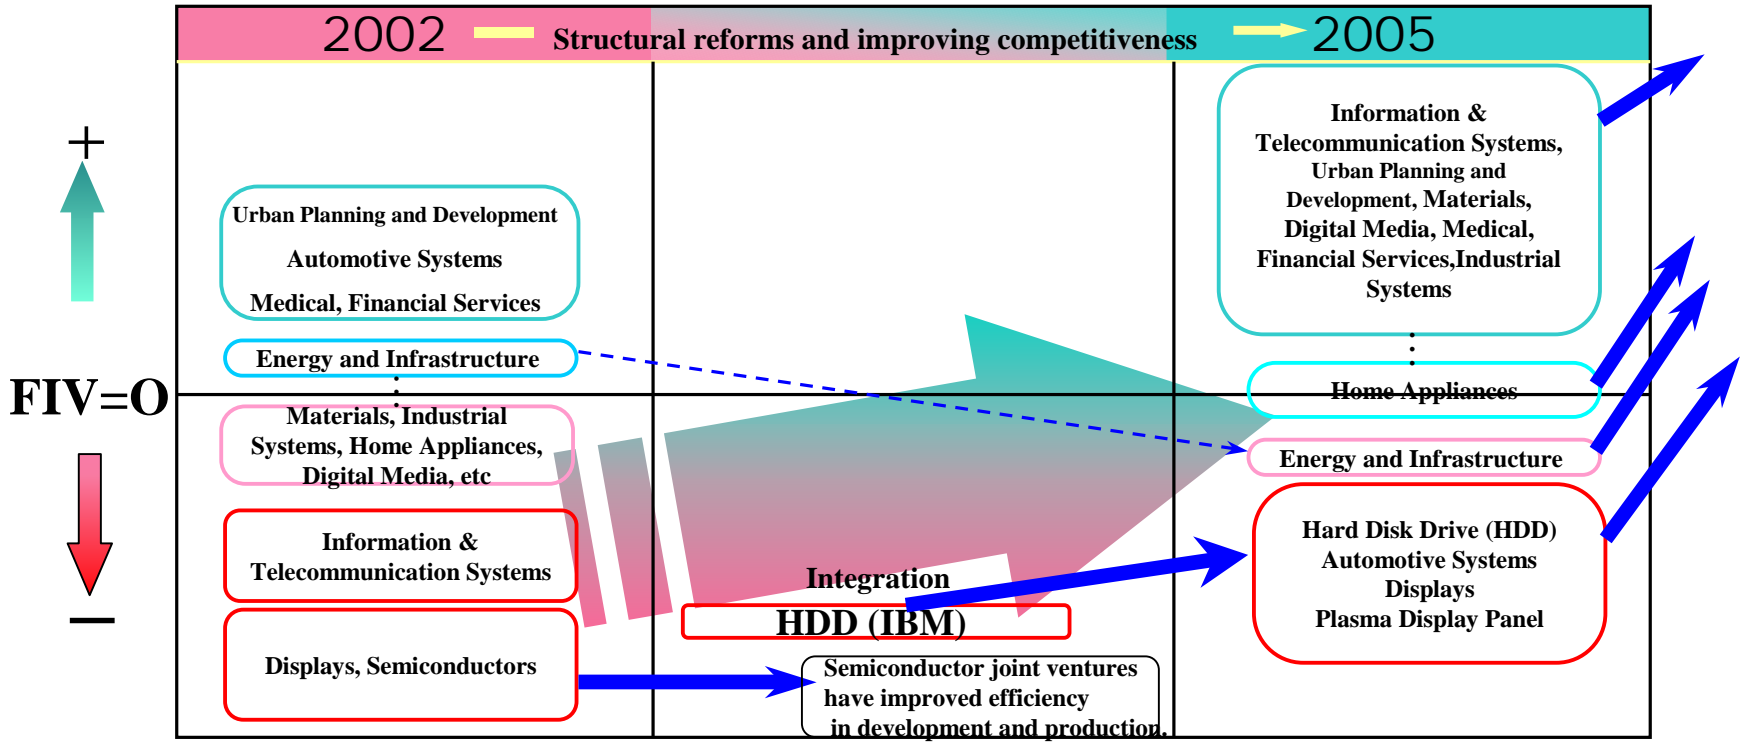 2002
Structural reforms and improving competitiveness
2005
+
FIV=O
—
Urban Planning and Development
Automotive Systems
Medical, Financial Services
Energy and Infrastructure
Materials, Industrial
Systems, Home Appliances,
Digital Media, etc
Information &
Telecommunication Systems
Displays, Semiconductors
Integration
HDD (IBM)
Semiconductor joint ventures
have improved efficiency
in development and production.
Information &
Telecommunication Systems,
Urban Planning and
Development, Materials,
Digital Media, Medical,
Financial Services,Industrial
Systems
Home Appliances
Energy and Infrastructure
Hard Disk Drive (HDD)
Automotive Systems
Displays
Plasma Display Panel